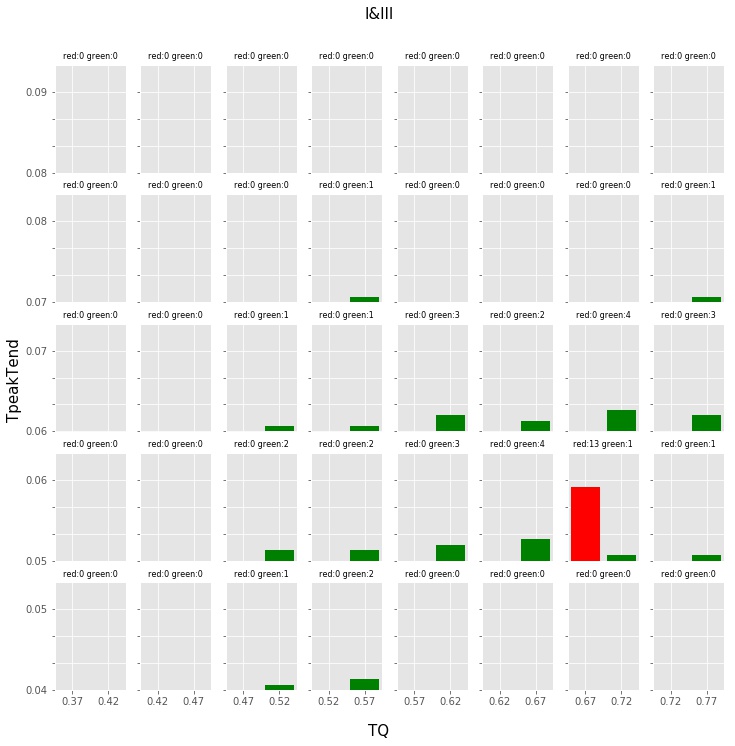 I&III
red:0 green:0 red:0 green:0 red:0 green:0 red:0 green:0 red:0 green:0 red:0 green:0 red:0 green:0 red:0 green:0
0.09
0.08
red:0 green:0 red:0 green:0 red:0 green:0 red:0 green:1 red:0 green:0 red:0 green:0 red:0 green:0 red:0 green:1
0.08
0.07
red:0 green:0 red:0 green:0 red:0 green:1 red:0 green:1 red:0 green:3 red:0 green:2 red:0 green:4 red:0 green:3
0.07
TpeakTend
0.06
red:0 green:0 red:0 green:0 red:0 green:2 red:0 green:2 red:0 green:3 red:0 green:4 red:13 green:1 red:0 green:1
0.06
0.05
red:0 green:0 red:0 green:0 red:0 green:1 red:0 green:2 red:0 green:0 red:0 green:0 red:0 green:0 red:0 green:0
0.05
0.04
0.37 0.42 0.42 0.47 0.47 0.52 0.52 0.57 0.57 0.62 0.62 0.67 0.67 0.72 0.72 0.77
TQ